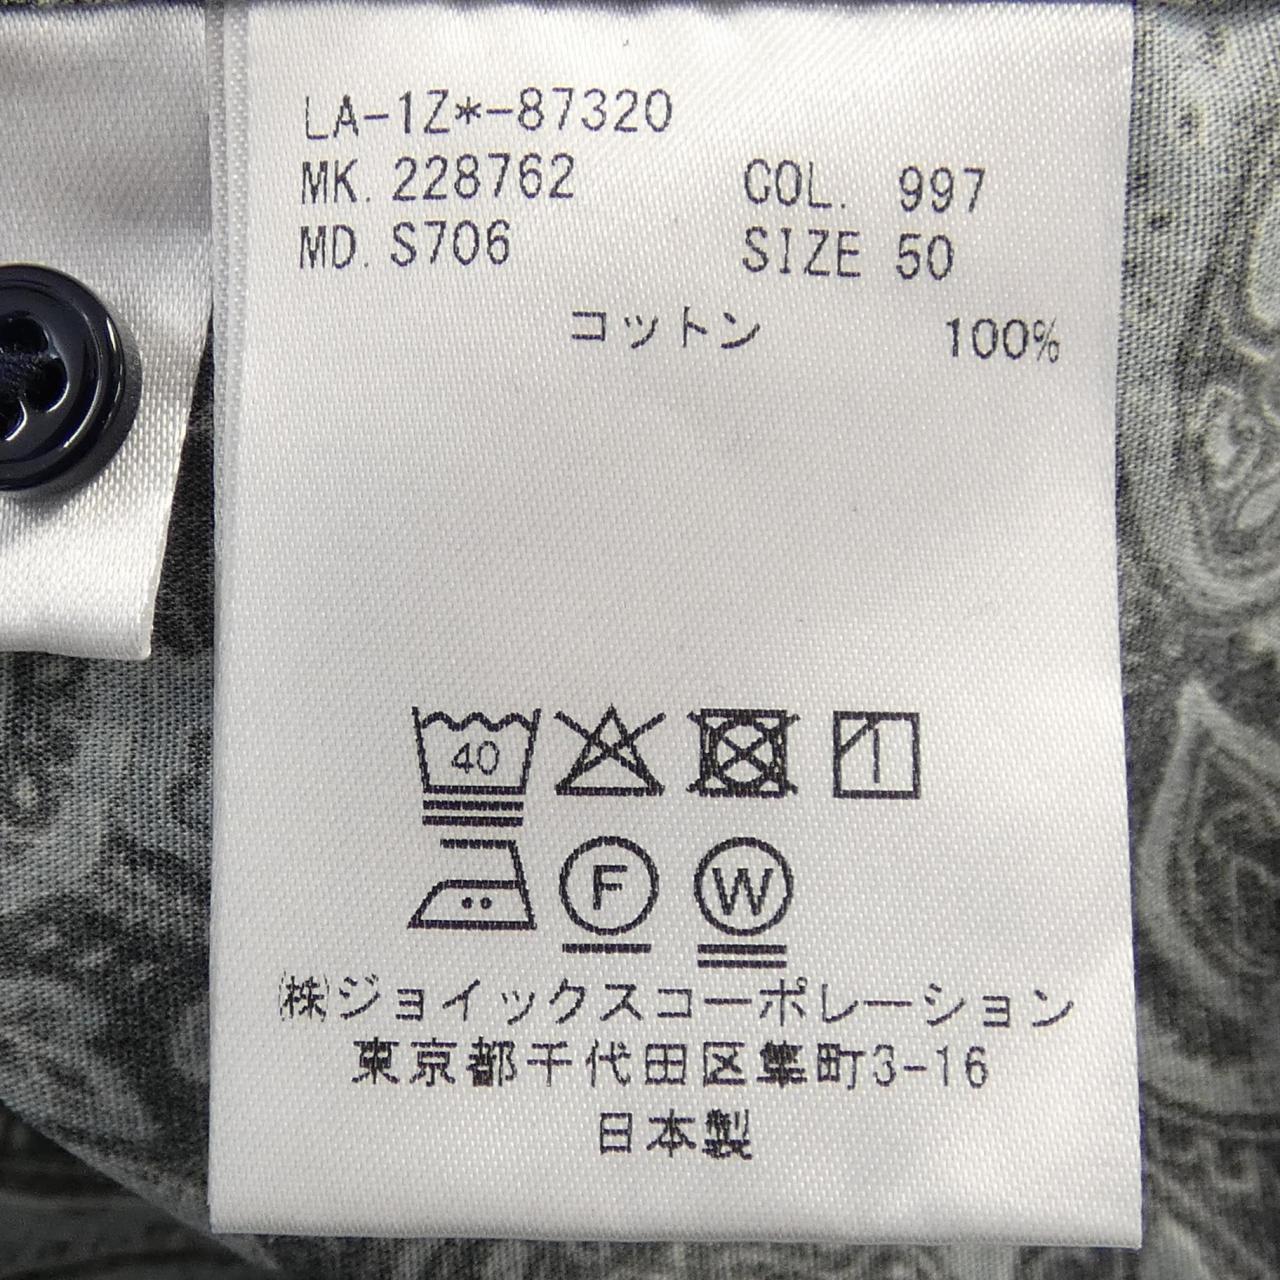 LA-1Z*-87320
MK. 228762 COL. 997
MD. S706 SIZE 50
コットン 100%
40
F W
㈱ジョイックスコーポレーション
東京都千代田区隼町3-16
日本製